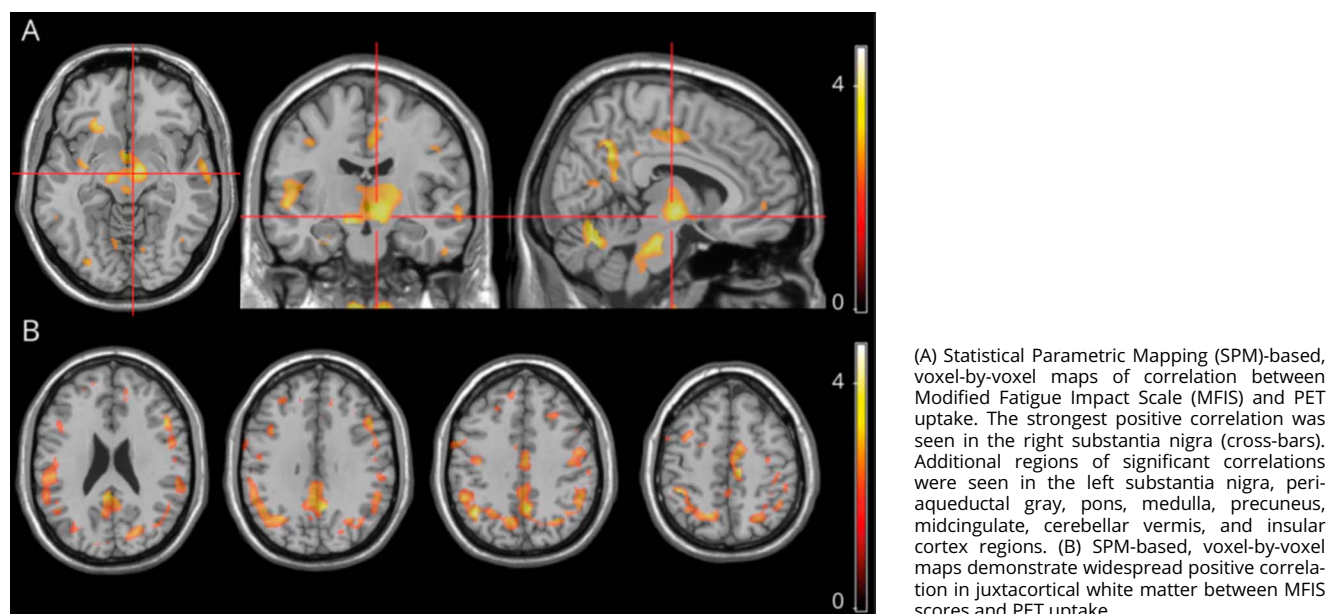 A
4
0
B
4
0
(A) Statistical Parametric Mapping (SPM)-based,
voxel-by-voxel maps of correlation between
Modified Fatigue Impact Scale (MFIS) and PET
uptake. The strongest positive correlation was
seen in the right substantia nigra (cross-bars).
Additional regions of significant correlations
were seen in the left substantia nigra, peri-
aqueductal gray, pons, medulla, precuneus,
midcingulate, cerebellar vermis, and insular
cortex regions. (B) SPM-based, voxel-by-voxel
maps demonstrate widespread positive correla-
tion in juxtacortical white matter between MFIS
scores and PET uptake.